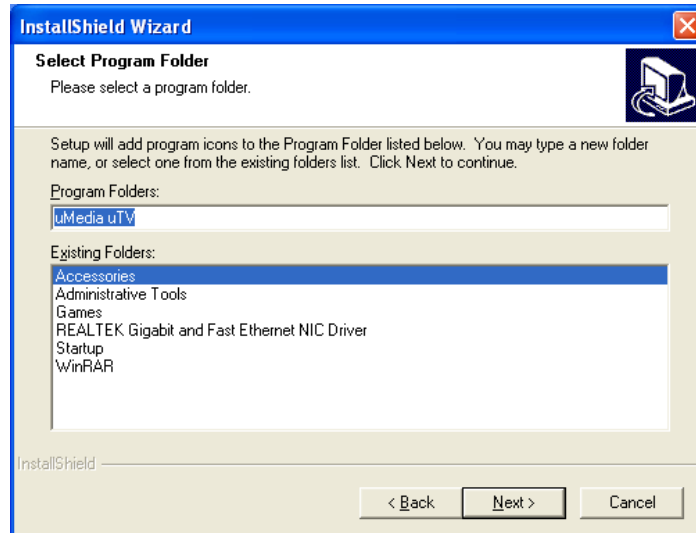 InstallShield Wizard
Select Program Folder
Please select a program folder.
Setup will add program icons to the Program Folder listed below. You may type a new folder
name, or select one from the existing folders list. Click Next to continue.
Program Folders:
uMedia uTV
Existing Folders:
Accessories
Administrative Tools
Games
REALTEK Gigabit and Fast Ethernet NIC Driver
Startup
WinRAR
InstallShield
< Back Next > Cancel